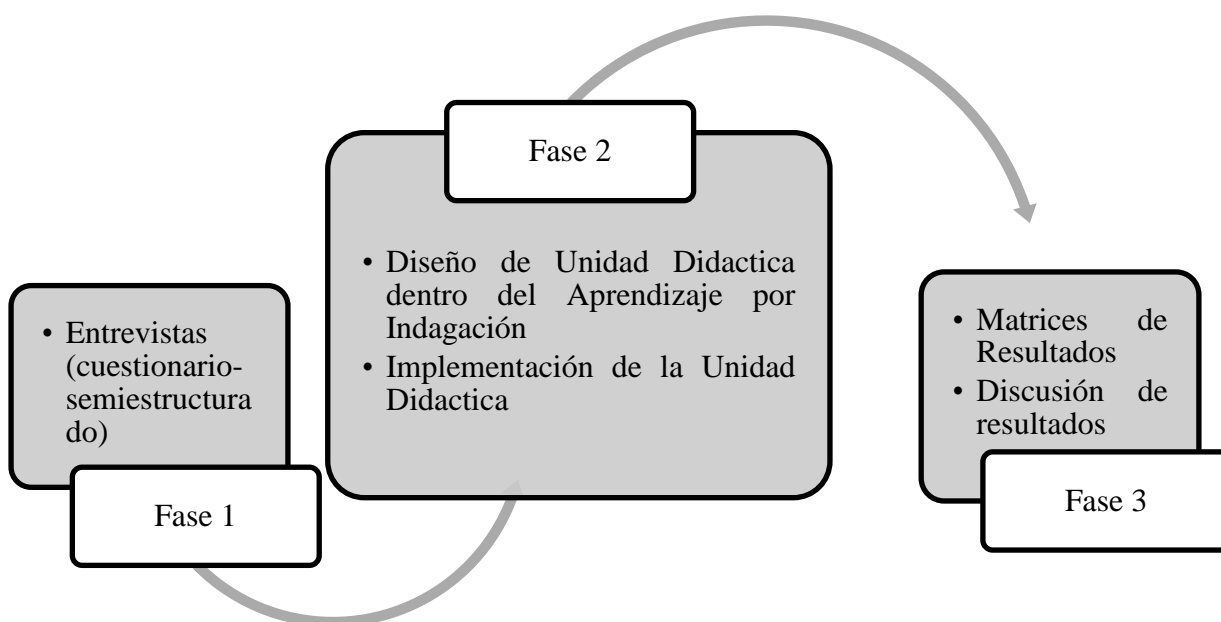 • Entrevistas
(cuestionario-
semiestructura
do)
Fase 1
Fase 2
• Diseño de Unidad Didactica
dentro del Aprendizaje por
Indagación
• Implementación de la Unidad
Didactica
• Matrices de
Resultados
• Discusión de
resultados
Fase 3